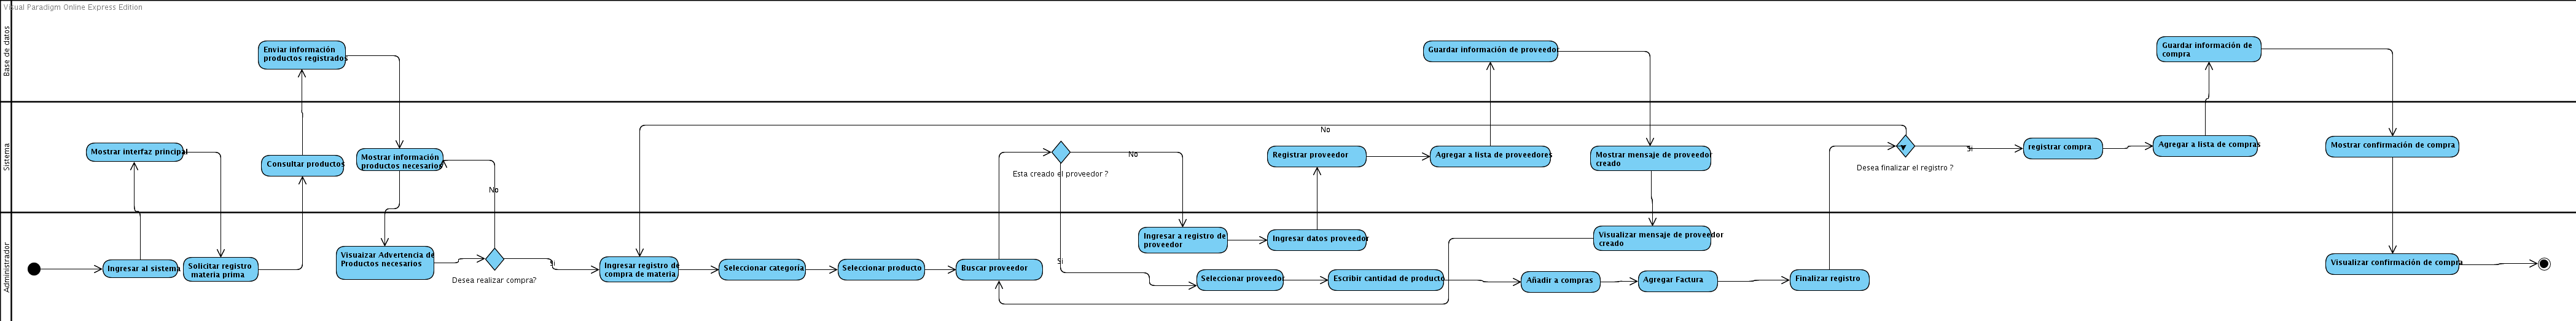 Visual Paradigm Online Express Edition
Base de datos
Enviar información
productos registrados
Guardar información de proveedor
Guardar información de
compra
Sistema
Mostrar interfaz principal
Consultar productos
Mostrar información
productos necesarios
No
Esta creado el proveedor ?
No
Registrar proveedor
Agregar a lista de proveedores
No
Mostrar mensaje de proveedor
creado
Desea finalizar el registro ?
Si
registrar compra
Agregar a lista de compras
Mostrar confirmación de compra
Administrador
Ingresar al sistema
Solicitar registro
materia prima
Visuaizar Advertencia de
Productos necesarios
Desea realizar compra?
Si
Ingresar registro de
compra de materia
Seleccionar categoría
Seleccionar producto
Buscar proveedor
Si
Ingresar a registro de
proveedor
Ingresar datos proveedor
Seleccionar proveedor
Escribir cantidad de producto
Añadir a compras
Visualizar mensaje de proveedor
creado
Agregar Factura
Finalizar registro
Visualizar confirmación de compra